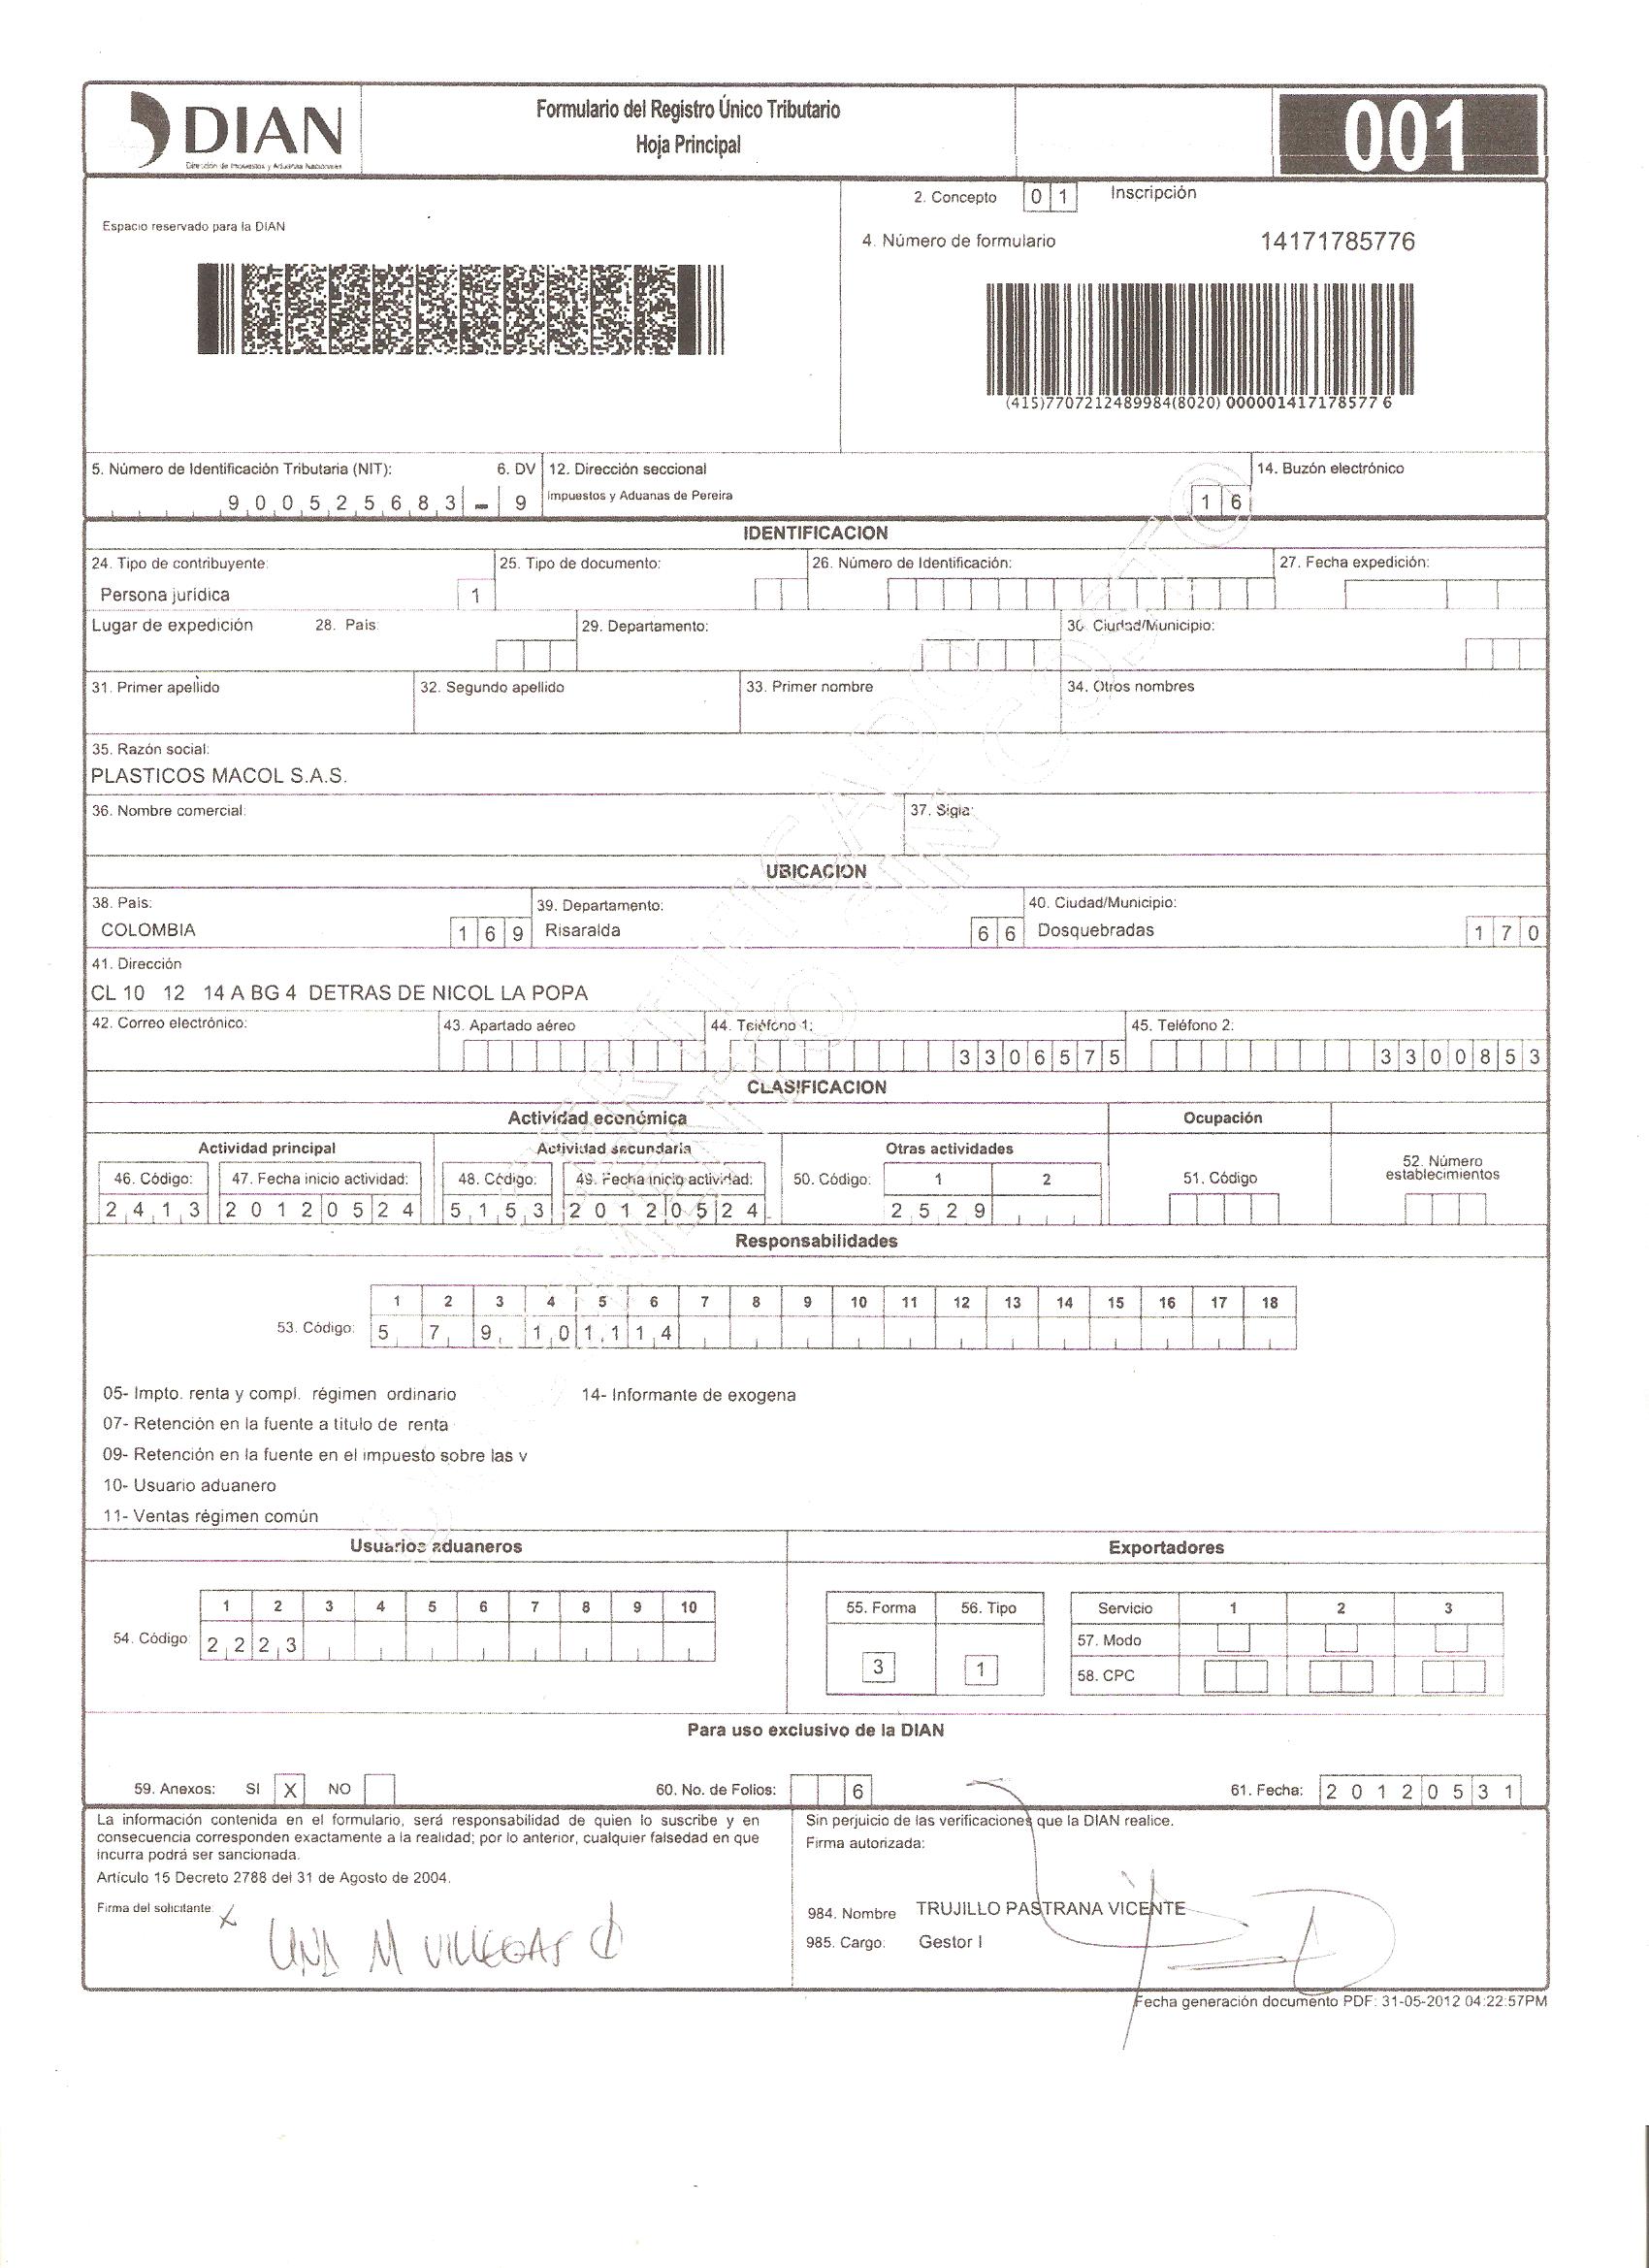 DIAN
Dirección de Impuestos y Aduanas Nacionales
Formulario del Registro Único Tributario
Hoja Principal
001
2. Concepto 0 1 Inscripción
Espacio reservado para la DIAN
4. Número de formulario 14171785776
(415)7707212489984(8020) 000001417178577 6
5. Número de Identificación Tributaria (NIT): 6. DV 12. Dirección seccional 14. Buzón electrónico
9 0 0 5 2 5 6 8 3 - 9 Impuestos y Aduanas de Pereira 1 6
IDENTIFICACION
24. Tipo de contribuyente: 25. Tipo de documento: 26. Número de Identificación: 27. Fecha expedición:
Persona jurídica 1
Lugar de expedición 28. País: 29. Departamento: 30. Ciudad/Municipio:
31. Primer apellido 32. Segundo apellido 33. Primer nombre 34. Otros nombres
35. Razón social:
PLASTICOS MACOL S.A.S.
36. Nombre comercial: 37. Sigla:
UBICACION
38. País: 39. Departamento: 40. Ciudad/Municipio:
COLOMBIA 1 6 9 Risaralda 6 6 Dosquebradas 1 7 0
41. Dirección
CL 10 12 14 A BG 4 DETRAS DE NICOL LA POPA
42. Correo electrónico: 43. Apartado aéreo 44. Teléfono 1: 45. Teléfono 2:
3 3 0 6 5 7 5 3 3 0 0 8 5 3
CLASIFICACION
Actividad económica Ocupación
Actividad principal Actividad secundaria Otras actividades 52. Número establecimientos
46. Código: 47. Fecha inicio actividad: 48. Código: 49. Fecha inicio actividad: 50. Código: 1 2 51. Código
2 4 1 3 2 0 1 2 0 5 2 4 5 1 5 3 2 0 1 2 0 5 2 4 2 5 2 9
Responsabilidades
1 2 3 4 5 6 7 8 9 10 11 12 13 14 15 16 17 18
53. Código: 5 7 9 1 0 1 1 1 4
05- Impto. renta y compl. régimen ordinario 14- Informante de exogena
07- Retención en la fuente a titulo de renta
09- Retención en la fuente en el impuesto sobre las v
10- Usuario aduanero
11- Ventas régimen común
Usuarios aduaneros Exportadores
1 2 3 4 5 6 7 8 9 10 55. Forma 56. Tipo Servicio 1 2 3
54. Código 2 2 2 3 3 1 57. Modo
58. CPC
Para uso exclusivo de la DIAN
59. Anexos: SI X NO 60. No. de Folios: 6 61. Fecha: 2 0 1 2 0 5 3 1
La información contenida en el formulario, será responsabilidad de quien lo suscribe y en
consecuencia corresponden exactamente a la realidad; por lo anterior, cualquier falsedad en que
incurra podrá ser sancionada.
Artículo 15 Decreto 2788 del 31 de Agosto de 2004.
Firma del solicitante:
M VILLEGAS
Sin perjuicio de las verificaciones que la DIAN realice.
Firma autorizada:
984. Nombre TRUJILLO PASTRANA VICENTE
985. Cargo: Gestor I
Fecha generación documento PDF: 31-05-2012 04:22:57PM